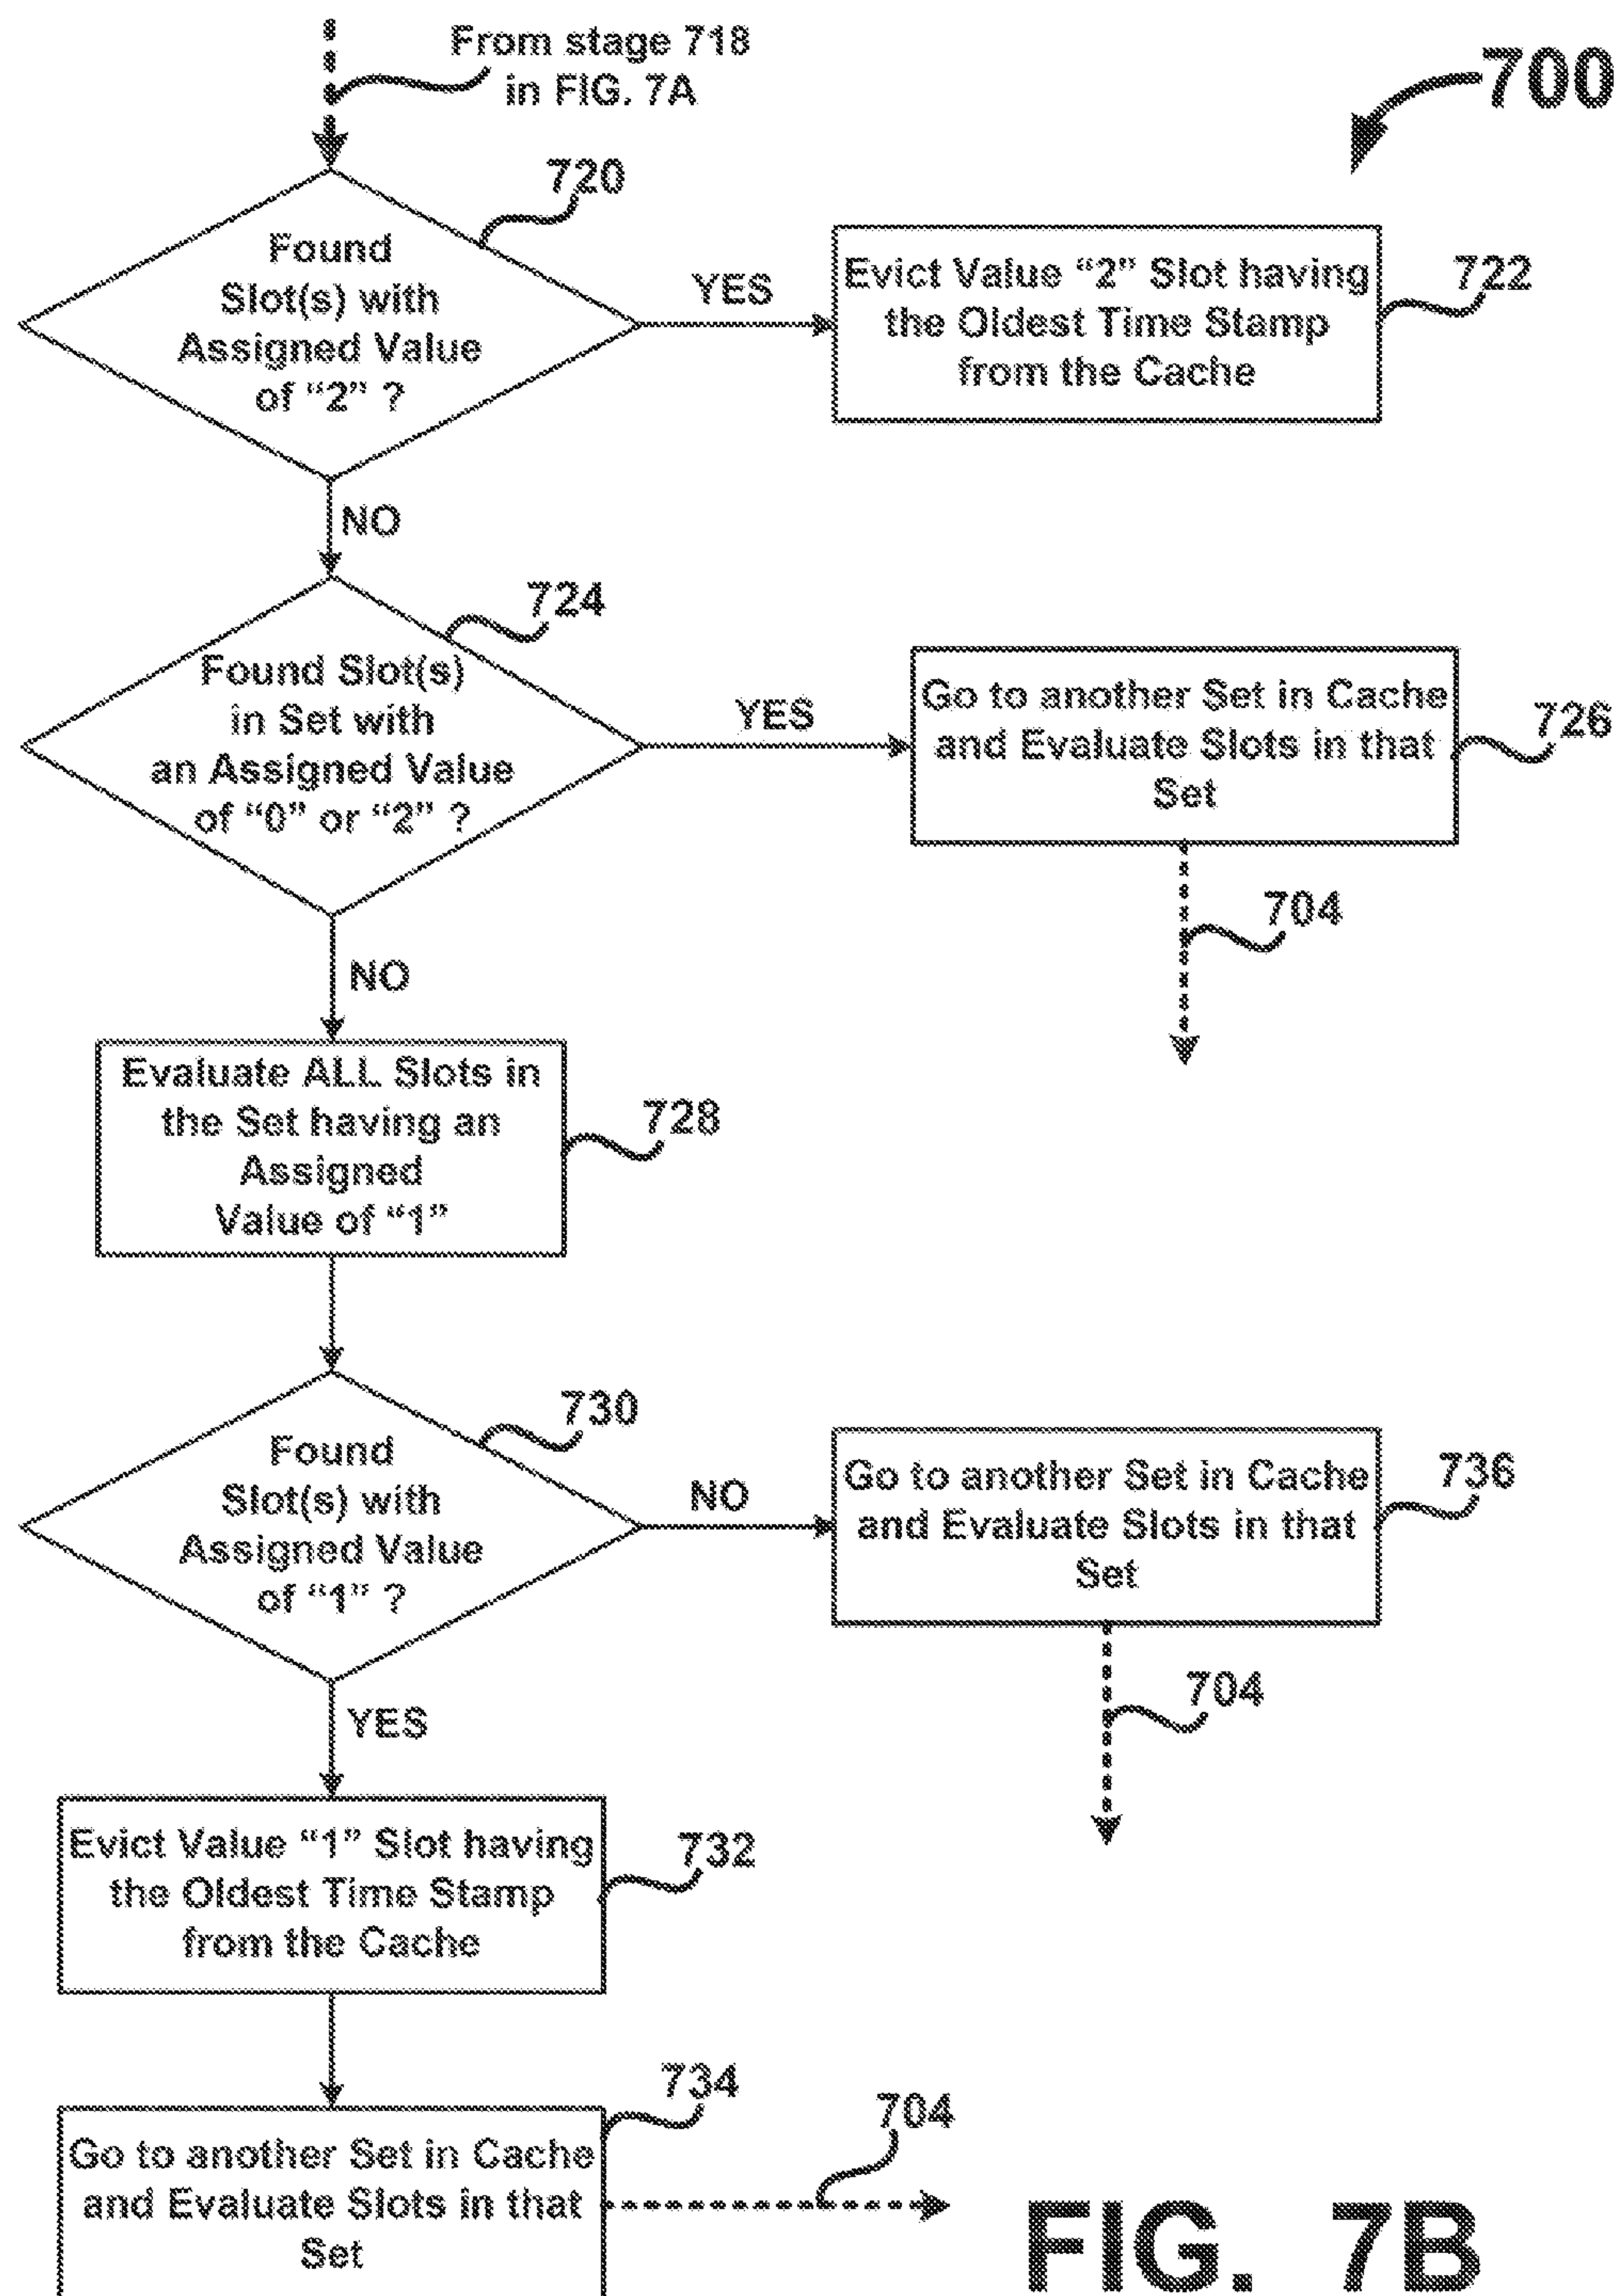 From stage 718
in FIG. 7A
700
720
Found
Slot(s) with
Assigned Value
of “2” ?
YES
Evict Value “2” Slot having
the Oldest Time Stamp
from the Cache
722
NO
724
Found Slot(s)
in Set with
an Assigned Value
of “0” or “2” ?
YES
Go to another Set in Cache
and Evaluate Slots in that
Set
726
704
NO
Evaluate ALL Slots in
the Set having an
Assigned
Value of “1”
728
730
Found
Slot(s) with
Assigned Value
of “1” ?
NO
Go to another Set in Cache
and Evaluate Slots in that
Set
736
704
YES
Evict Value “1” Slot having
the Oldest Time Stamp
from the Cache
732
734
Go to another Set in Cache
and Evaluate Slots in that
Set
704
FIG. 7B